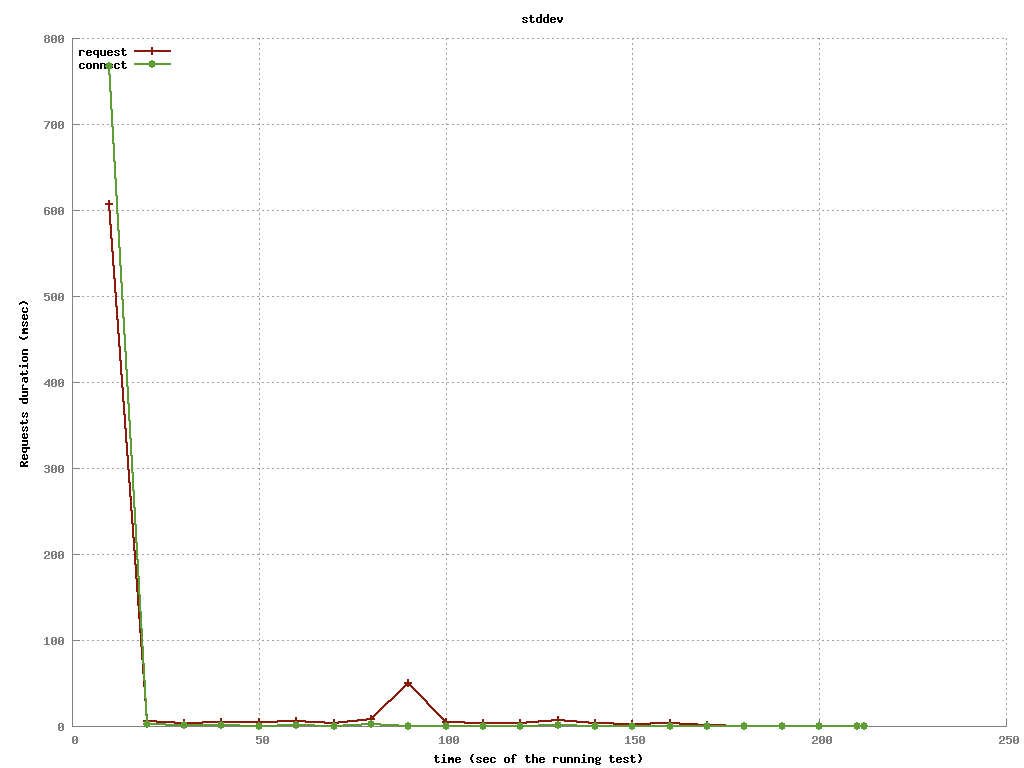 stddev
800
request
connect
700
600
500
400
300
200
100
0
0 50 100 150 200 250
Requests duration (msec)
time (sec of the running test)